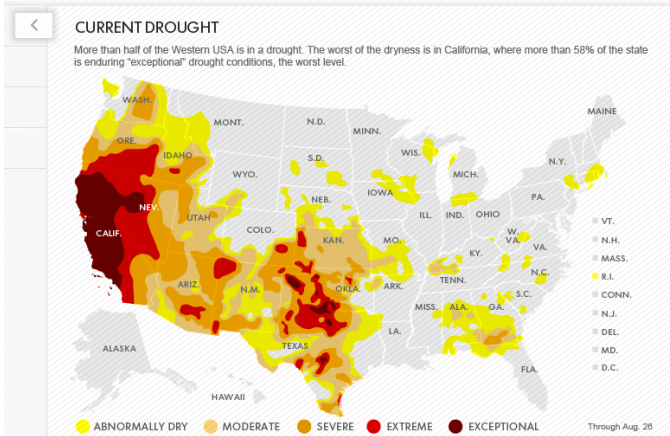 CURRENT DROUGHT
More than half of the Western USA is in a drought. The worst of the dryness is in California, where more than 58% of the state
is enduring “exceptional” drought conditions, the worst level.
WASH.
MONT.
N.D.
MINN.
MAINE
ORE.
IDAHO
S.D.
WIS.
MICH.
N.Y.
WYO.
IOWA
PA.
NEB.
NEV.
UTAH
COLO.
ILL.
IND.
OHIO
VT.
CALIF.
KAN.
MO.
W.
VA.
VA.
N.H.
KY.
MASS.
ARIZ.
N.M.
OKLA.
ARK.
TENN.
N.C.
R.I.
S.C.
CONN.
MISS.
ALA.
GA.
N.J.
LA.
DEL.
ALASKA
TEXAS
MD.
FLA.
D.C.
HAWAII
ABNORMALLY DRY
MODERATE
SEVERE
EXTREME
EXCEPTIONAL
Through Aug. 26